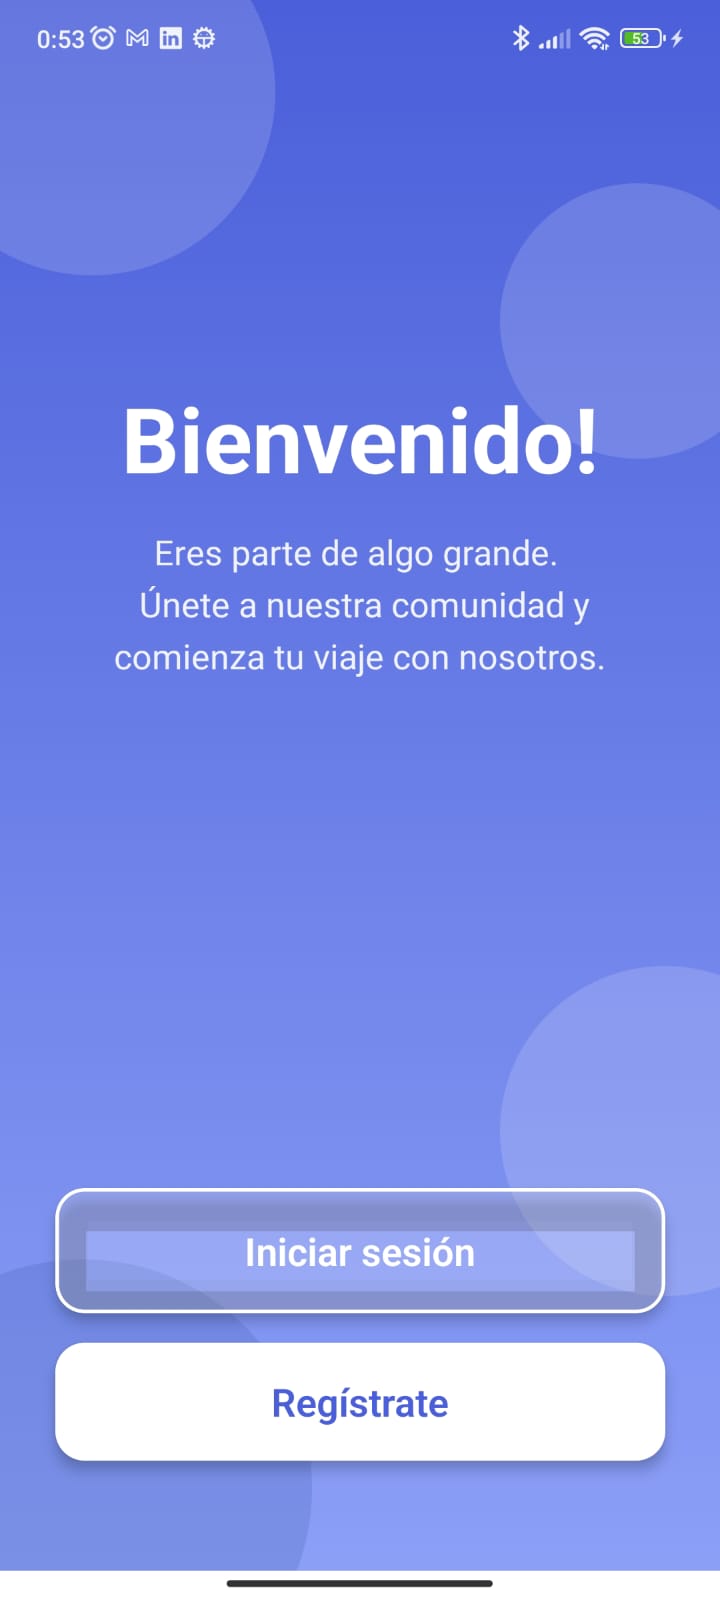 0:53
53
Bienvenido!
Eres parte de algo grande.
Únete a nuestra comunidad y
comienza tu viaje con nosotros.
Iniciar sesión
Regístrate